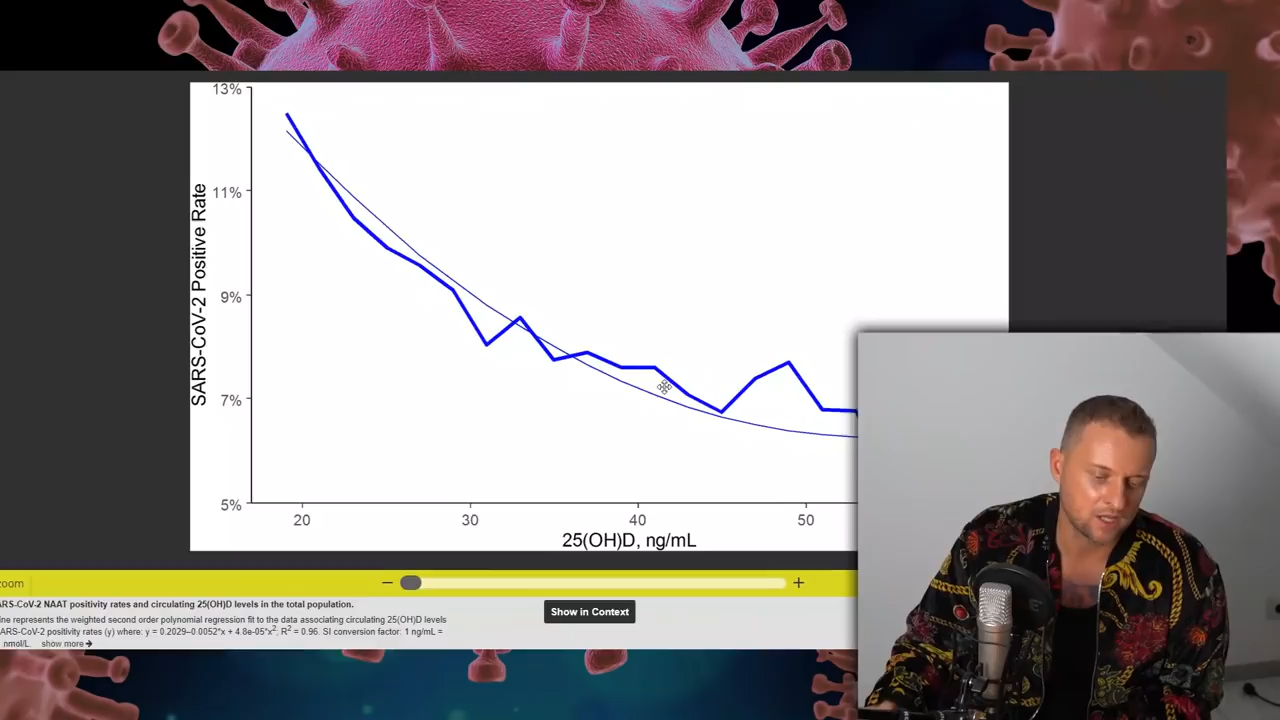 13%
11%
9%
7%
5%
SARS-CoV-2 Positive Rate
20 30 40 50
25(OH)D, ng/mL
zoom
− +
ARS-CoV-2 NAAT positivity rates and circulating 25(OH)D levels in the total population.
ine represents the weighted second order polynomial regression fit to the data associating circulating 25(OH)D levels
ARS-CoV-2 positivity rates (y) where: y = 0.2029–0.0052*x + 4.8e-05*x2; R2 = 0.96. SI conversion factor: 1 ng/mL =
nmol/L. show more→
Show in Context